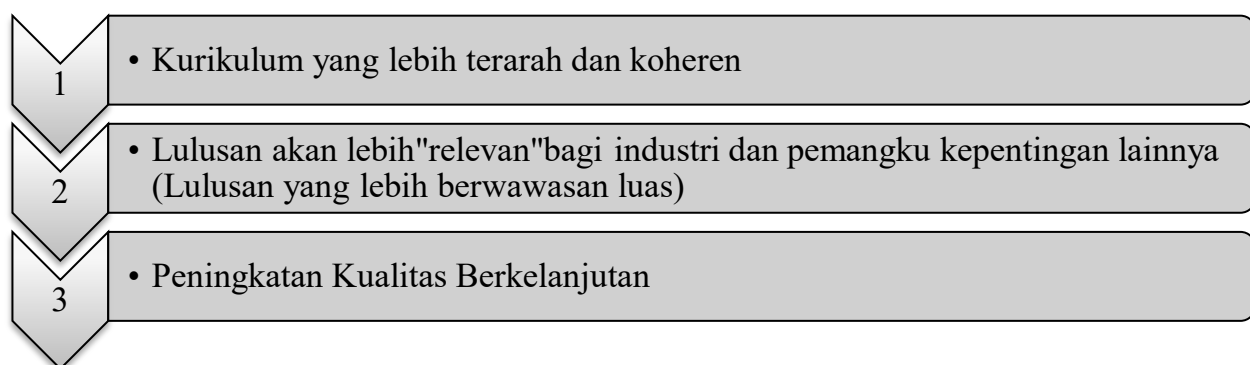 1
• Kurikulum yang lebih terarah dan koheren
2
• Lulusan akan lebih"relevan"bagi industri dan pemangku kepentingan lainnya
(Lulusan yang lebih berwawasan luas)
3
• Peningkatan Kualitas Berkelanjutan